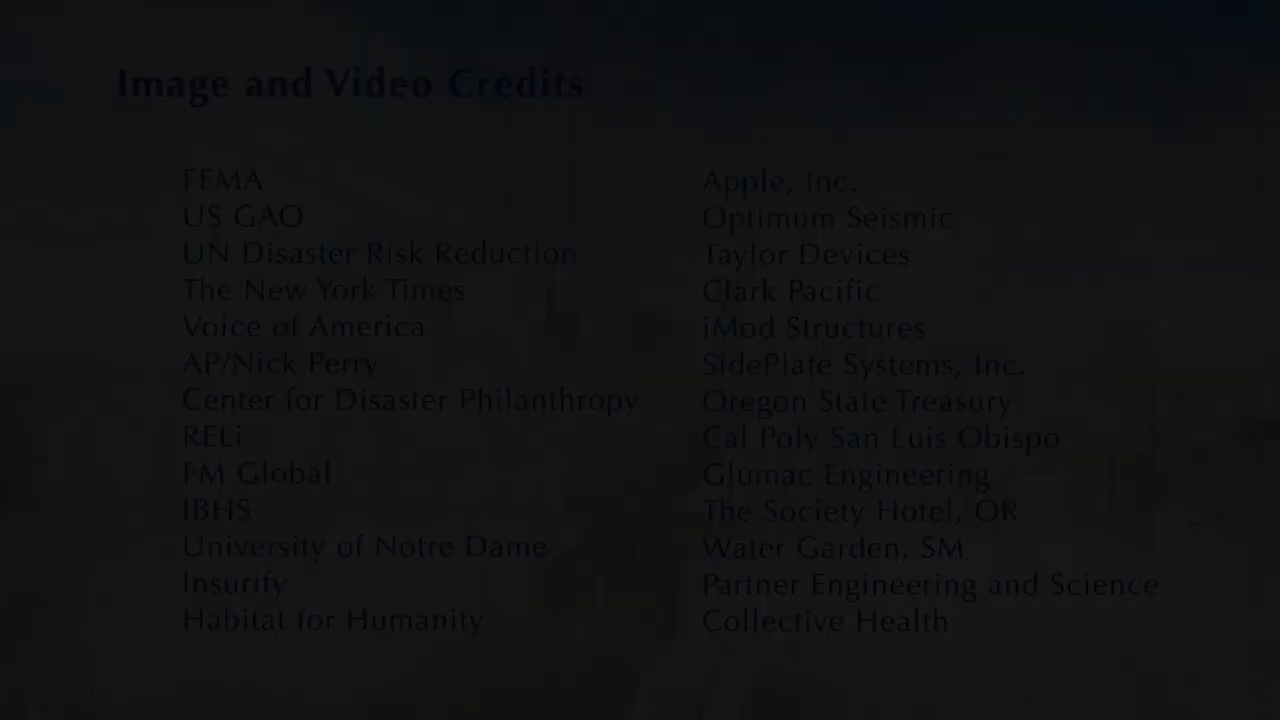 Image and Video Credits
FEMA
US GAO
UN Disaster Risk Reduction
The New York Times
Voice of America
AP/Nick Perry
Center for Disaster Philanthropy
RELi
FM Global
IBHS
University of Notre Dame
Insurify
Habitat for Humanity
Apple, Inc.
Optimum Seismic
Taylor Devices
Clark Pacific
iMod Structures
SidePlate Systems, Inc.
Oregon State Treasury
Cal Poly San Luis Obispo
Glumac Engineering
The Society Hotel, OR
Water Garden, SM
Partner Engineering and Science
Collective Health